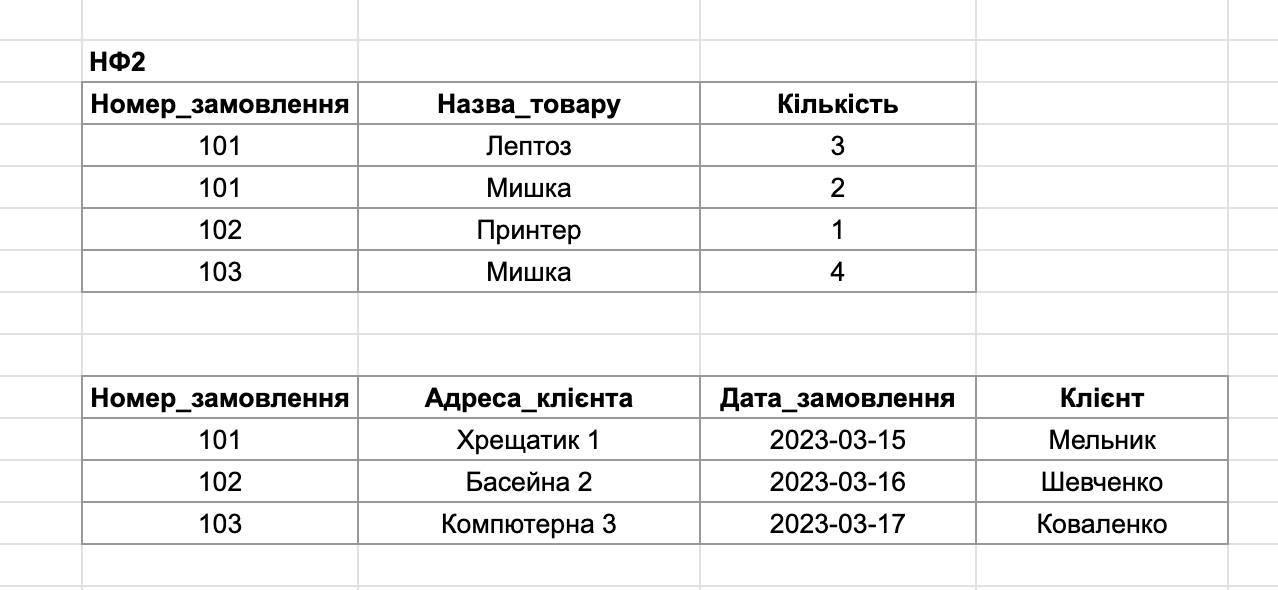 НФ2
Номер_замовлення Назва_товару Кількість
101 Лептоз 3
101 Мишка 2
102 Принтер 1
103 Мишка 4
Номер_замовлення Адреса_клієнта Дата_замовлення Клієнт
101 Хрещатик 1 2023-03-15 Мельник
102 Басейна 2 2023-03-16 Шевченко
103 Компютерна 3 2023-03-17 Коваленко